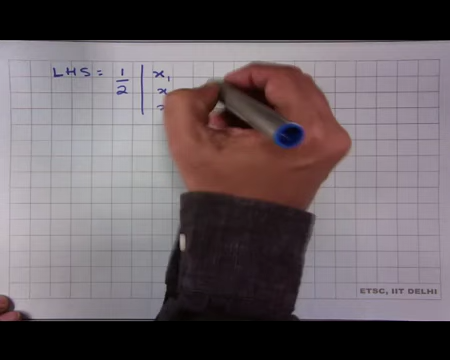 LHS = 1/2 | x₁
x
ETSC, IIT DELHI